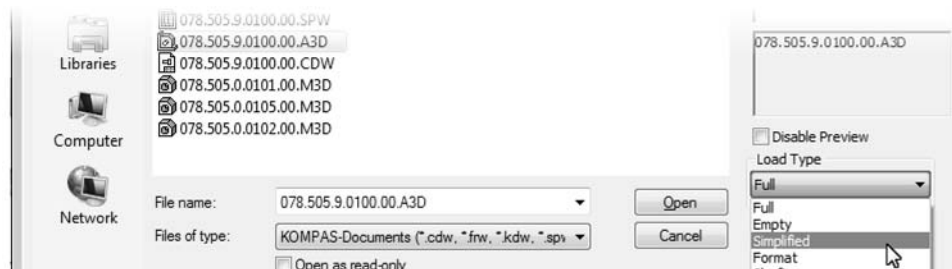 078.505.9.0100.00.SPW
078.505.9.0100.00.A3D
078.505.9.0100.00.CDW
078.505.0.0101.00.M3D
078.505.0.0105.00.M3D
078.505.0.0102.00.M3D
Libraries
Computer
Network
File name:
078.505.9.0100.00.A3D
Open
Files of type:
KOMPAS-Documents (*.cdw, *.frw, *.kdw, *.spw
Cancel
Open as read-only
078.505.9.0100.00.A3D
Disable Preview
Load Type
Full
Full
Empty
Simplified
Format